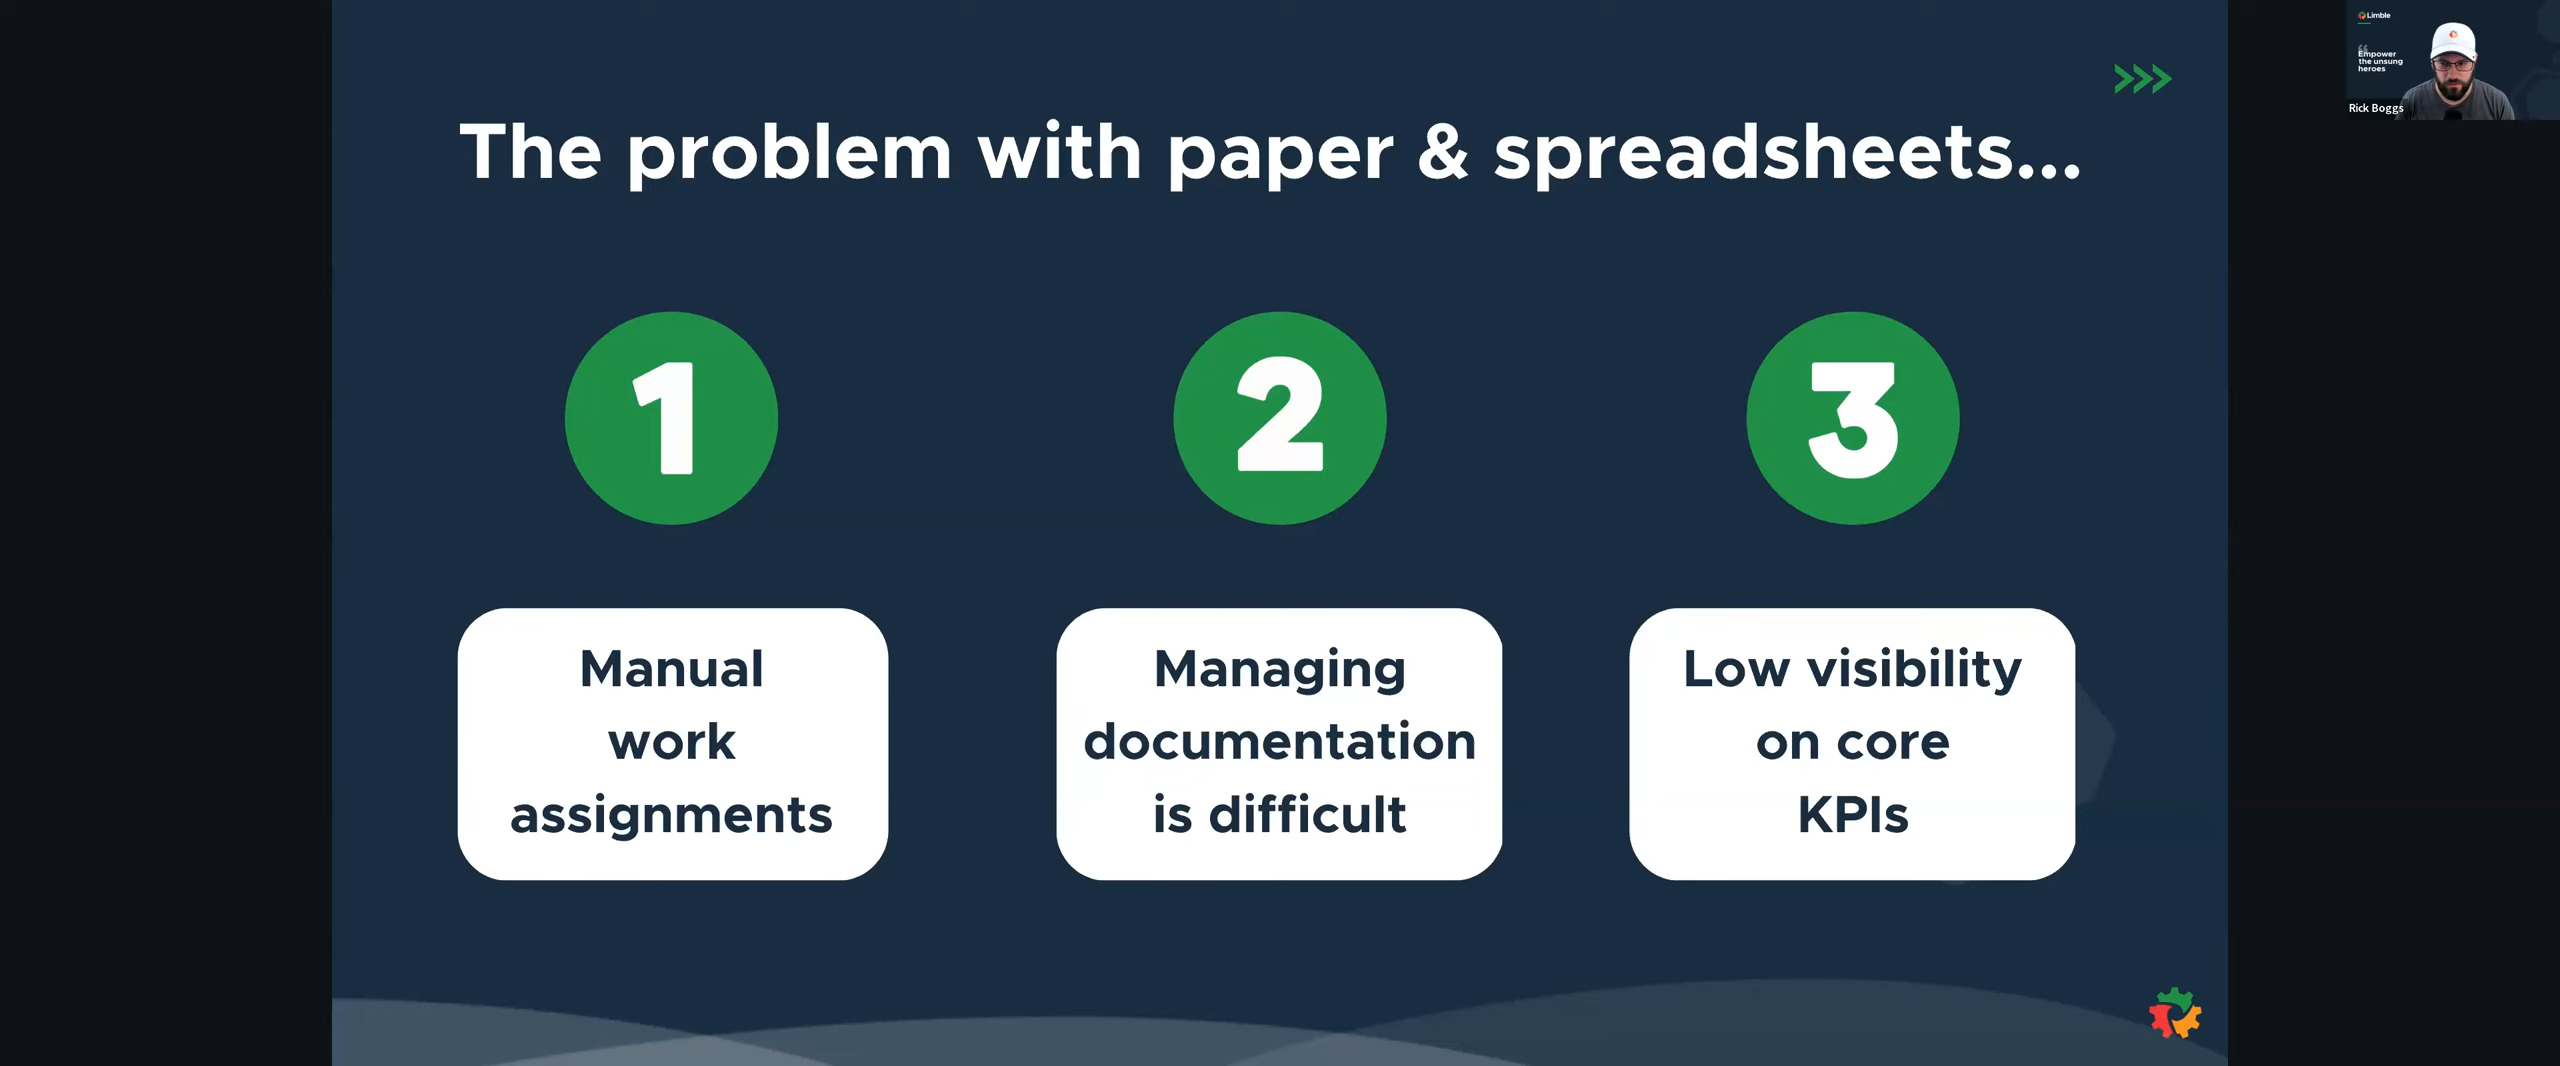 The problem with paper & spreadsheets...
1
Manual
work
assignments
2
Managing
documentation
is difficult
3
Low visibility
on core
KPIs
Limble
“
Empower
the unsung
heroes
Rick Boggs